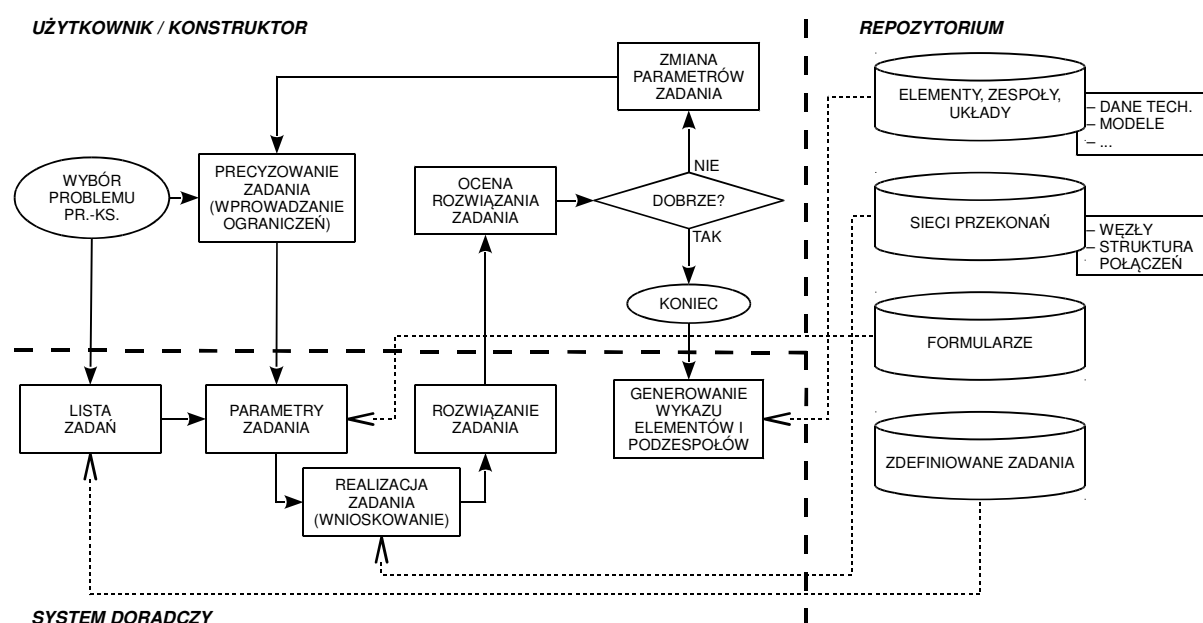 UŻYTKOWNIK / KONSTRUKTOR
REPOZYTORIUM
ZMIANA
PARAMETRÓW
ZADANIA
ELEMENTY, ZESPOŁY,
UKŁADY
– DANE TECH.
– MODELE
– ...
WYBÓR
PROBLEMU
PR.-KS.
PRECYZOWANIE
ZADANIA
(WPROWADZANIE
OGRANICZEŃ)
OCENA
ROZWIĄZANIA
ZADANIA
NIE
DOBRZE?
TAK
SIECI PRZEKONAŃ
– WĘZŁY
– STRUKTURA
POŁĄCZEŃ
KONIEC
FORMULARZE
LISTA
ZADAŃ
PARAMETRY
ZADANIA
ROZWIĄZANIE
ZADANIA
GENEROWANIE
WYKAZU
ELEMENTÓW I
PODZESPOŁÓW
ZDEFINIOWANE ZADANIA
REALIZACJA
ZADANIA
(WNIOSKOWANIE)
SYSTEM DORADCZY